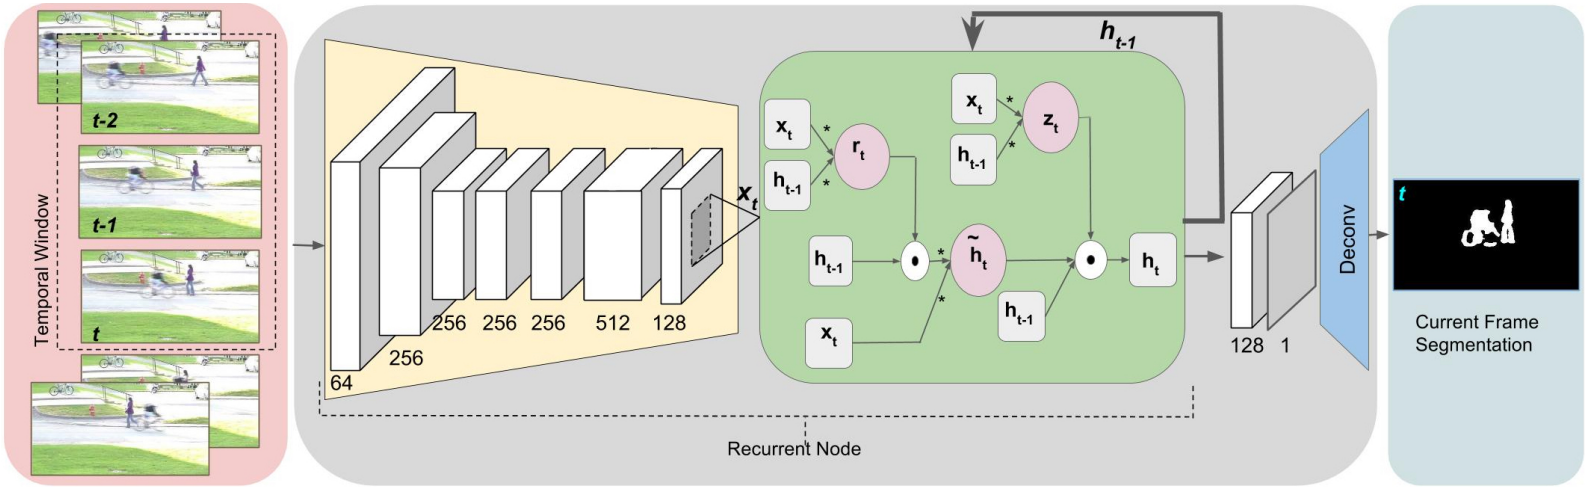 Temporal Window
t-2
t-1
t
64
256
256
256
256
512
128
x_t
h_{t-1}
x_t
h_{t-1}
r_t
x_t
h_{t-1}
z_t
h_{t-1}
x_t
h̃_t
h_{t-1}
h_t
* * * * * *
Recurrent Node
128 1
Deconv
t
Current Frame
Segmentation